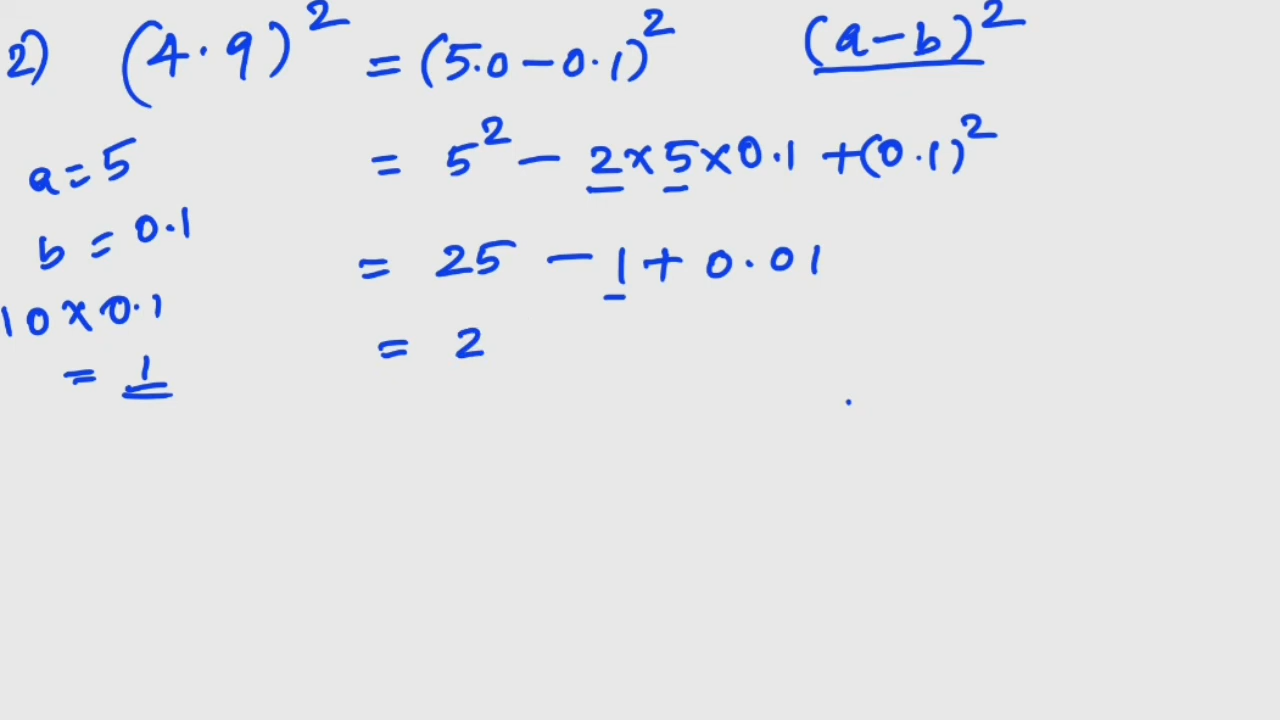 2) (4.9)² = (5.0 - 0.1)² (a - b)²
a = 5 = 5² - 2 × 5 × 0.1 + (0.1)²
b = 0.1
= 25 - 1 + 0.01
10 × 0.1
= 1 = 2